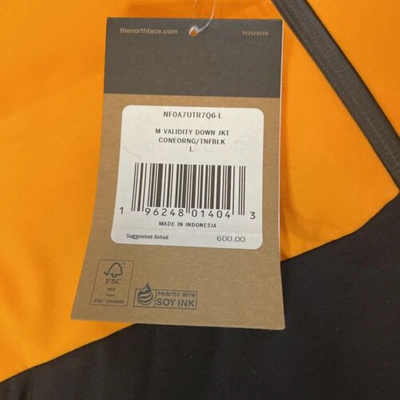 thenorthface.com
NF0A7UTR7Q6-L
M VALIDITY DOWN JKT
CONEORNG/TNFBLK
L
1 96248 01404 3
MADE IN INDONESIA
Suggested Retail 600.00
FSC
MIX
PRINTED WITH
SOY INK